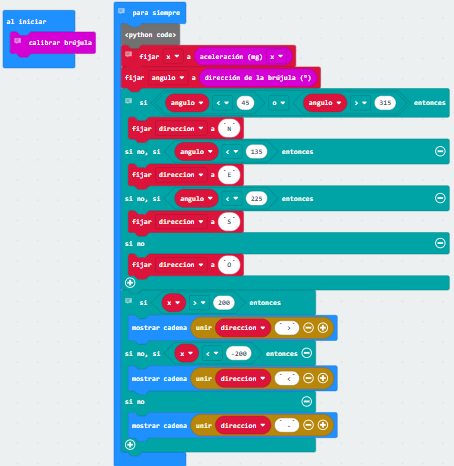 al iniciar
calibrar brújula
para siempre
<python code>
fijar x a aceleración (mg) x
fijar angulo a dirección de la brújula (°)
si angulo < 45 o angulo > 315 entonces
fijar direccion a "N"
si no, si angulo < 135 entonces
fijar direccion a "E"
si no, si angulo < 225 entonces
fijar direccion a "S"
si no
fijar direccion a "O"
si x > 200 entonces
mostrar cadena unir direccion ">"
si no, si x < -200 entonces
mostrar cadena unir direccion "<"
si no
mostrar cadena unir direccion "-"